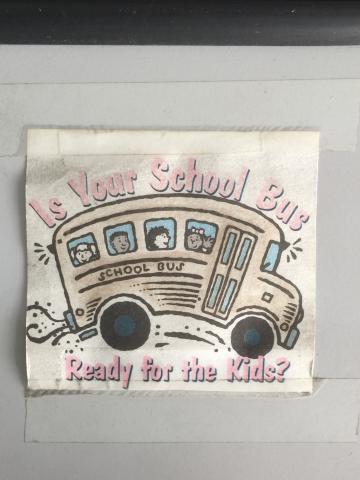 Is Your School Bus
SCHOOL BUS
Ready for the Kids?